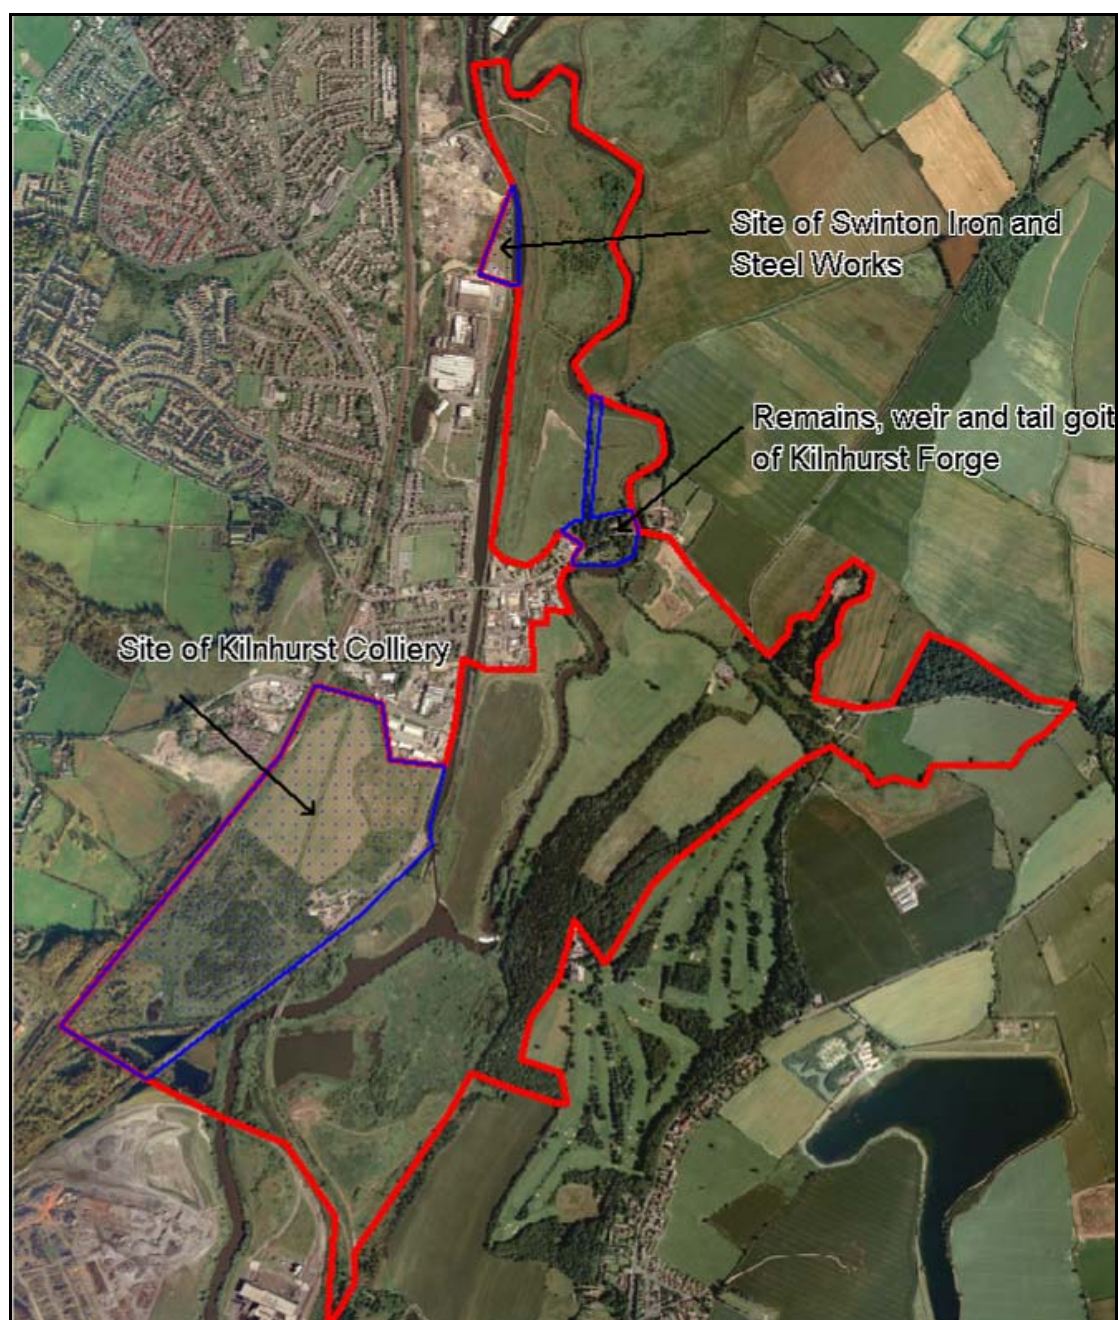 Site of Swinton Iron and
Steel Works
Remains, weir and tail goit
of Kilnhurst Forge
Site of Kilnhurst Colliery